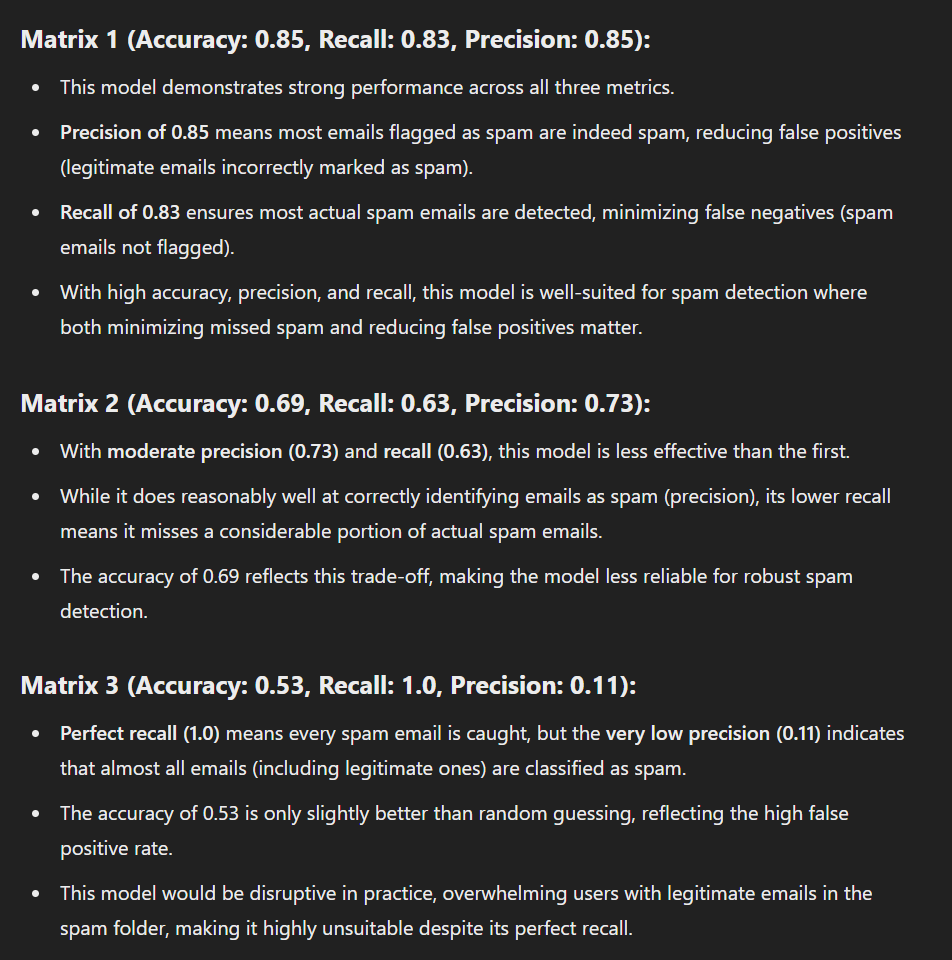 Matrix 1 (Accuracy: 0.85, Recall: 0.83, Precision: 0.85):
• This model demonstrates strong performance across all three metrics.
• Precision of 0.85 means most emails flagged as spam are indeed spam, reducing false positives
(legitimate emails incorrectly marked as spam).
• Recall of 0.83 ensures most actual spam emails are detected, minimizing false negatives (spam
emails not flagged).
• With high accuracy, precision, and recall, this model is well-suited for spam detection where
both minimizing missed spam and reducing false positives matter.
Matrix 2 (Accuracy: 0.69, Recall: 0.63, Precision: 0.73):
• With moderate precision (0.73) and recall (0.63), this model is less effective than the first.
• While it does reasonably well at correctly identifying emails as spam (precision), its lower recall
means it misses a considerable portion of actual spam emails.
• The accuracy of 0.69 reflects this trade-off, making the model less reliable for robust spam
detection.
Matrix 3 (Accuracy: 0.53, Recall: 1.0, Precision: 0.11):
• Perfect recall (1.0) means every spam email is caught, but the very low precision (0.11) indicates
that almost all emails (including legitimate ones) are classified as spam.
• The accuracy of 0.53 is only slightly better than random guessing, reflecting the high false
positive rate.
• This model would be disruptive in practice, overwhelming users with legitimate emails in the
spam folder, making it highly unsuitable despite its perfect recall.